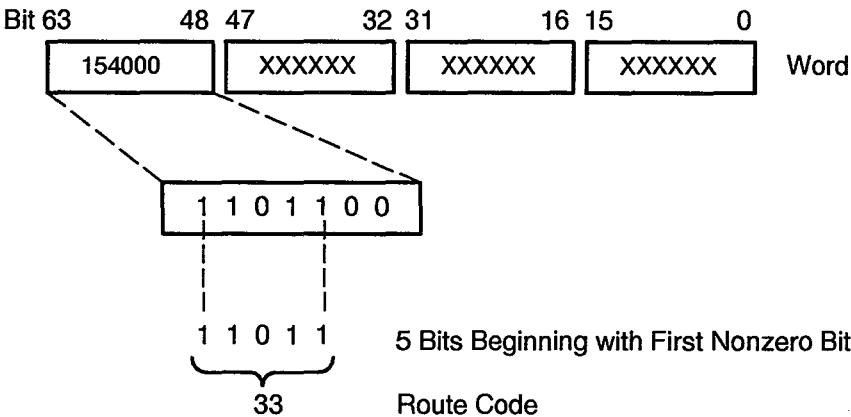 Bit 63 48 47 32 31 16 15 0
154000 XXXXXX XXXXXX XXXXXX Word
1 1 0 1 1 0 0
1 1 0 1 1 5 Bits Beginning with First Nonzero Bit
33 Route Code